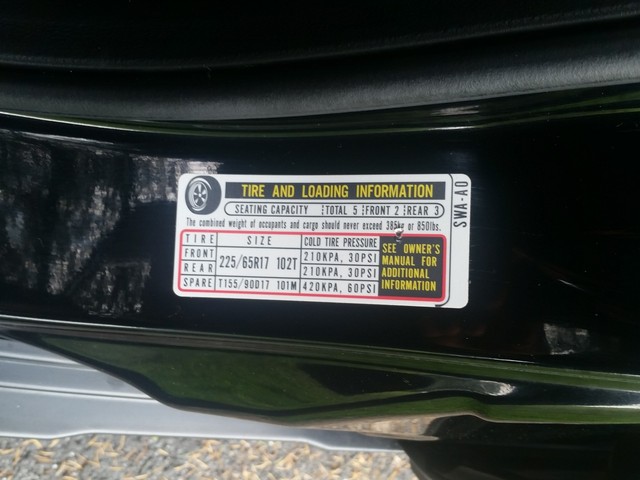 TIRE AND LOADING INFORMATION
SEATING CAPACITY TOTAL 5 FRONT 2 REAR 3
The combined weight of occupants and cargo should never exceed 385kg or 850lbs.
TIRE SIZE COLD TIRE PRESSURE
FRONT 225/65R17 102T 210KPA, 30PSI
REAR 210KPA, 30PSI
SPARE T155/90D17 101M 420KPA, 60PSI
SEE OWNER'S
MANUAL FOR
ADDITIONAL
INFORMATION
SWA-A0